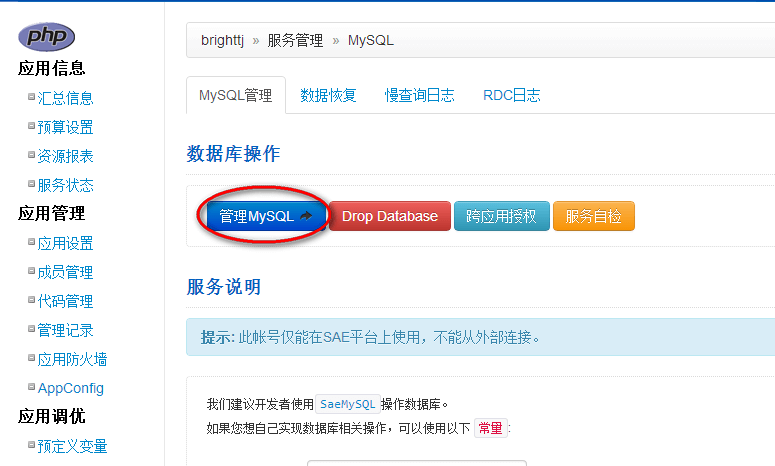 php
应用信息
汇总信息
预算设置
资源报表
服务状态
应用管理
应用设置
成员管理
代码管理
管理记录
应用防火墙
AppConfig
应用调优
预定义变量
brighttj » 服务管理 » MySQL
MySQL管理 数据恢复 慢查询日志 RDC日志
数据库操作
管理MySQL Drop Database 跨应用授权 服务自检
服务说明
提示: 此帐号仅能在SAE平台上使用，不能从外部连接。
我们建议开发者使用 SaeMySQL 操作数据库。
如果您想自己实现数据库相关操作，可以使用以下 常量 :